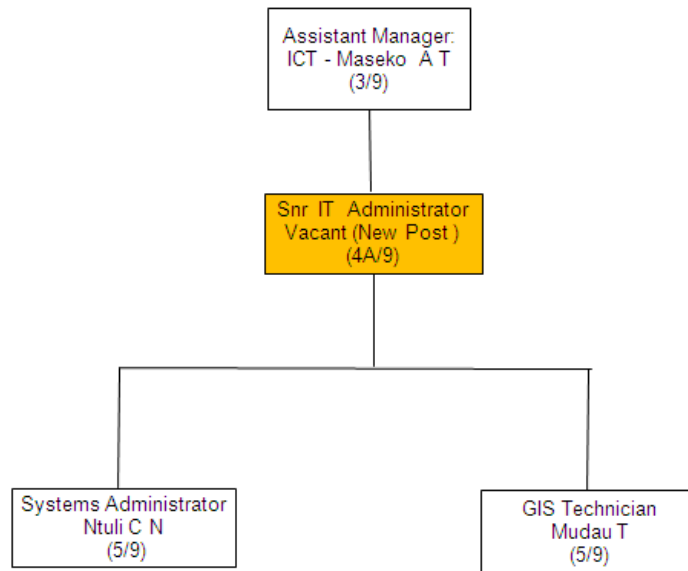 Assistant Manager:
ICT - Maseko A T
(3/9)
Snr IT Administrator
Vacant (New Post )
(4A/9)
Systems Administrator
Ntuli C N
(5/9)
GIS Technician
Mudau T
(5/9)